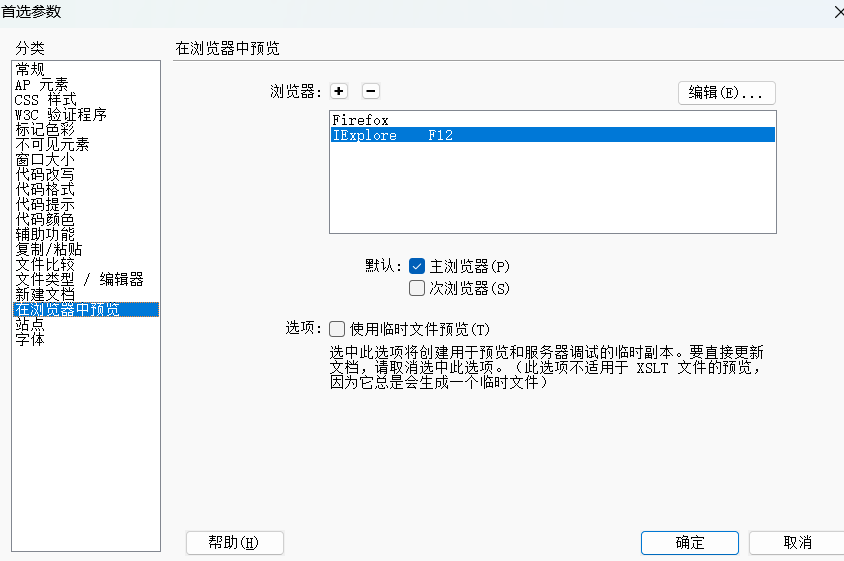 首选参数
分类
常规
AP 元素
CSS 样式
W3C 验证程序
标记色彩
不可见元素
窗口大小
代码改写
代码格式
代码提示
代码颜色
辅助功能
复制/粘贴
文件比较
文件类型 / 编辑器
新建文档
在浏览器中预览
站点
字体
在浏览器中预览
浏览器:
编辑(E)...
Firefox
IExplore F12
默认: 主浏览器(P)
次浏览器(S)
选项: 使用临时文件预览(T)
选中此选项将创建用于预览和服务器调试的临时副本。要直接更新
文档，请取消选中此选项。（此选项不适用于 XSLT 文件的预览，
因为它总是会生成一个临时文件）
帮助(H)
确定
取消